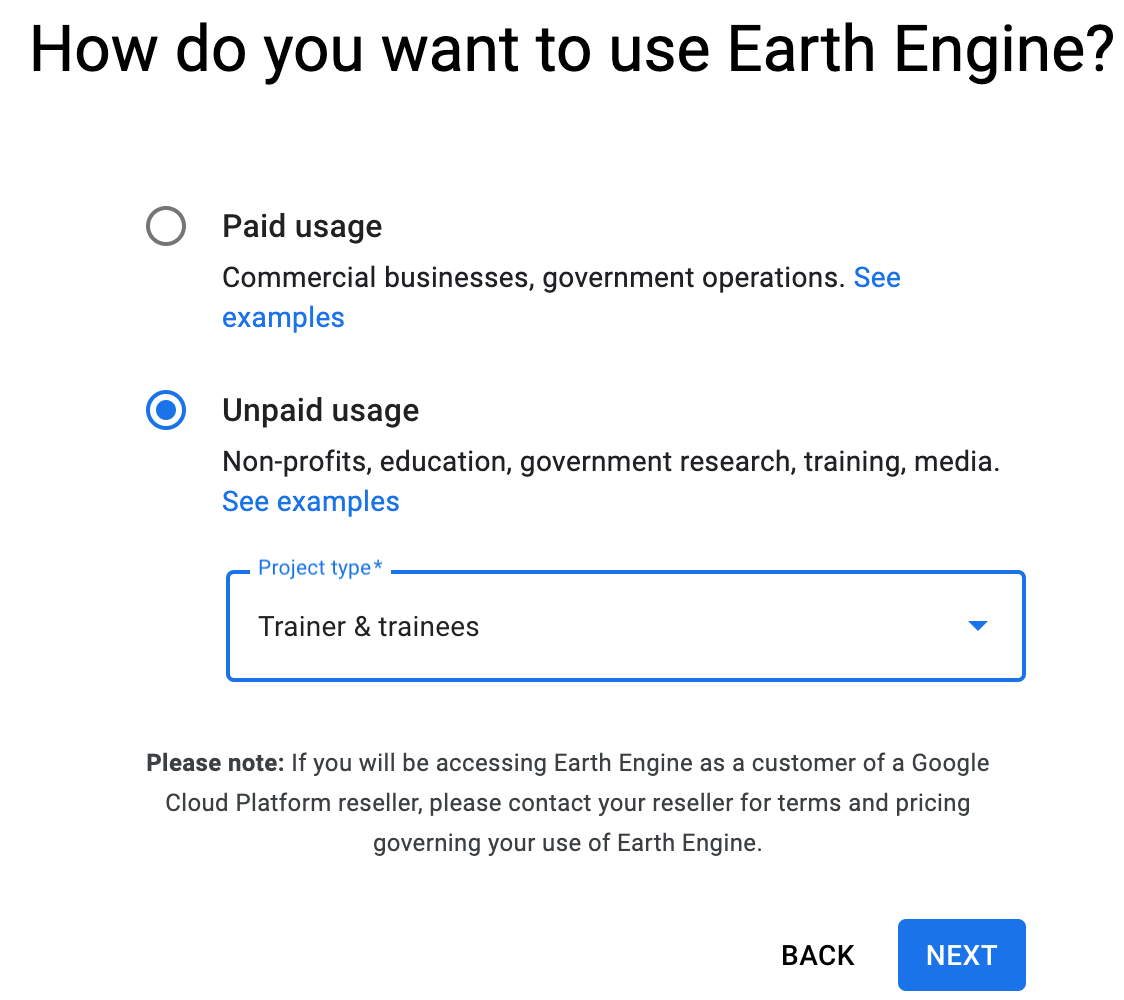 How do you want to use Earth Engine?
Paid usage
Commercial businesses, government operations. See
examples
Unpaid usage
Non-profits, education, government research, training, media.
See examples
Project type*
Trainer & trainees
Please note: If you will be accessing Earth Engine as a customer of a Google
Cloud Platform reseller, please contact your reseller for terms and pricing
governing your use of Earth Engine.
BACK NEXT